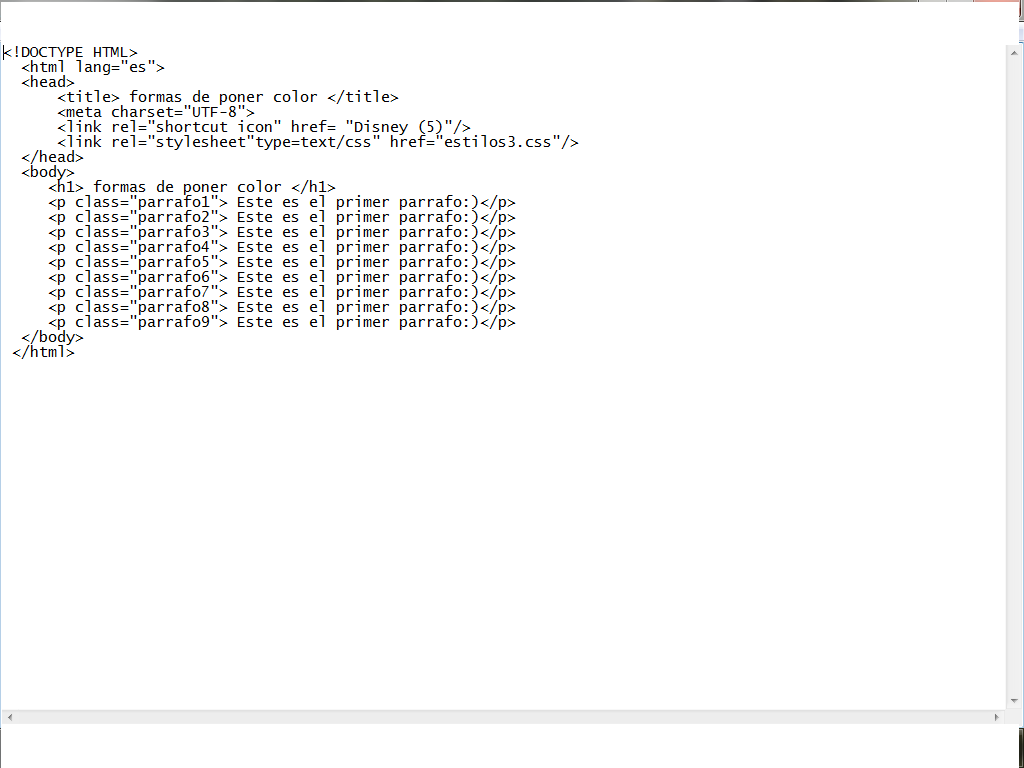 <!DOCTYPE HTML>
<html lang="es">
<head>
<title> formas de poner color </title>
<meta charset="UTF-8">
<link rel="shortcut icon" href= "Disney (5)"/>
<link rel="stylesheet"type=text/css" href="estilos3.css"/>
</head>
<body>
<h1> formas de poner color </h1>
<p class="parrafo1"> Este es el primer parrafo:)</p>
<p class="parrafo2"> Este es el primer parrafo:)</p>
<p class="parrafo3"> Este es el primer parrafo:)</p>
<p class="parrafo4"> Este es el primer parrafo:)</p>
<p class="parrafo5"> Este es el primer parrafo:)</p>
<p class="parrafo6"> Este es el primer parrafo:)</p>
<p class="parrafo7"> Este es el primer parrafo:)</p>
<p class="parrafo8"> Este es el primer parrafo:)</p>
<p class="parrafo9"> Este es el primer parrafo:)</p>
</body>
</html>